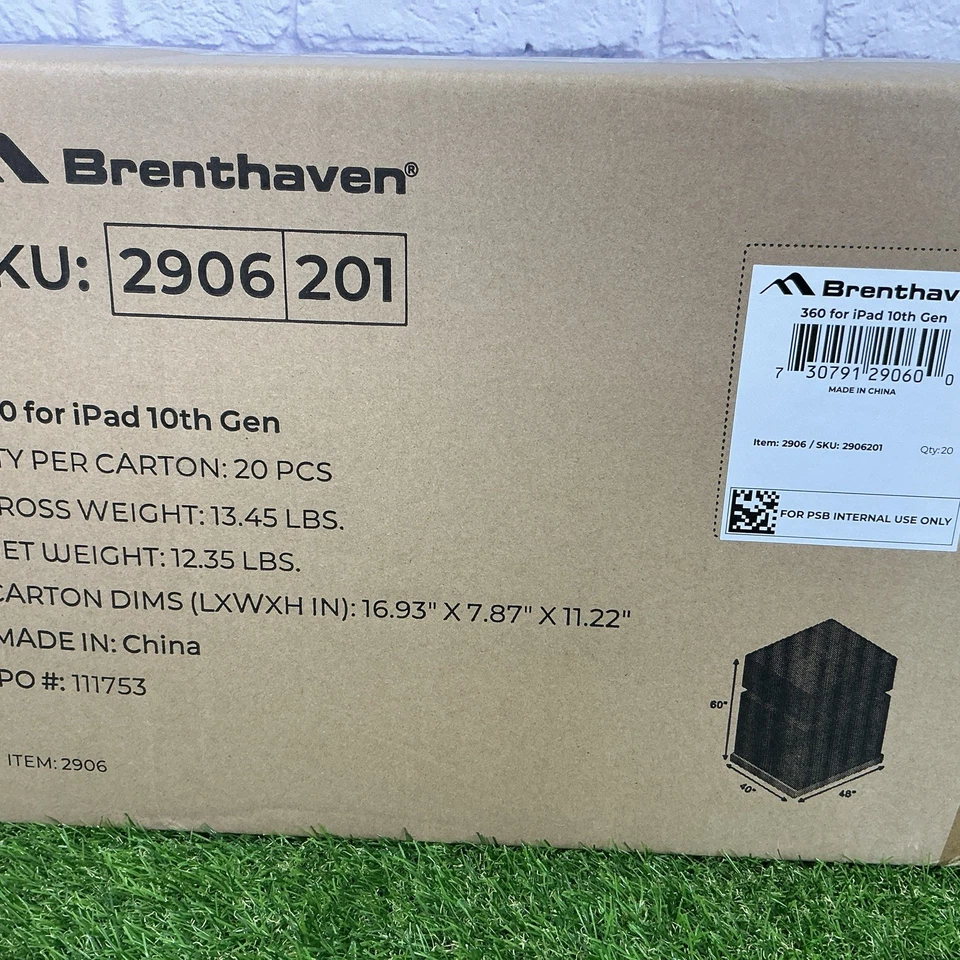 Brenthaven®
KU: 2906 201
0 for iPad 10th Gen
TY PER CARTON: 20 PCS
ROSS WEIGHT: 13.45 LBS.
ET WEIGHT: 12.35 LBS.
CARTON DIMS (LXWXH IN): 16.93" X 7.87" X 11.22"
MADE IN: China
PO #: 111753
ITEM: 2906
Brenthav
360 for iPad 10th Gen
7 30791 29060 0
MADE IN CHINA
Item: 2906 / SKU: 2906201 Qty: 20
FOR PSB INTERNAL USE ONLY
60"
40" 48"